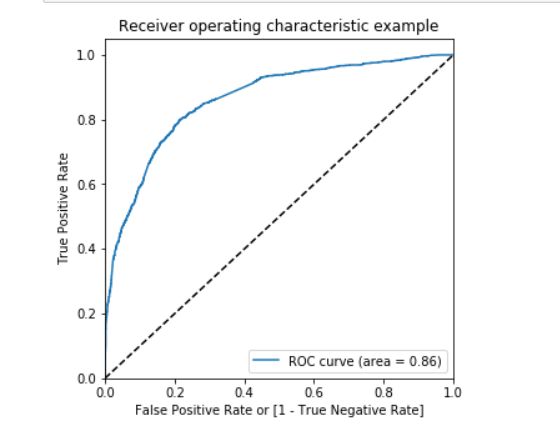 Receiver operating characteristic example
1.0
0.8
0.6
0.4
0.2
0.0
True Positive Rate
ROC curve (area = 0.86)
0.0 0.2 0.4 0.6 0.8 1.0
False Positive Rate or [1 - True Negative Rate]